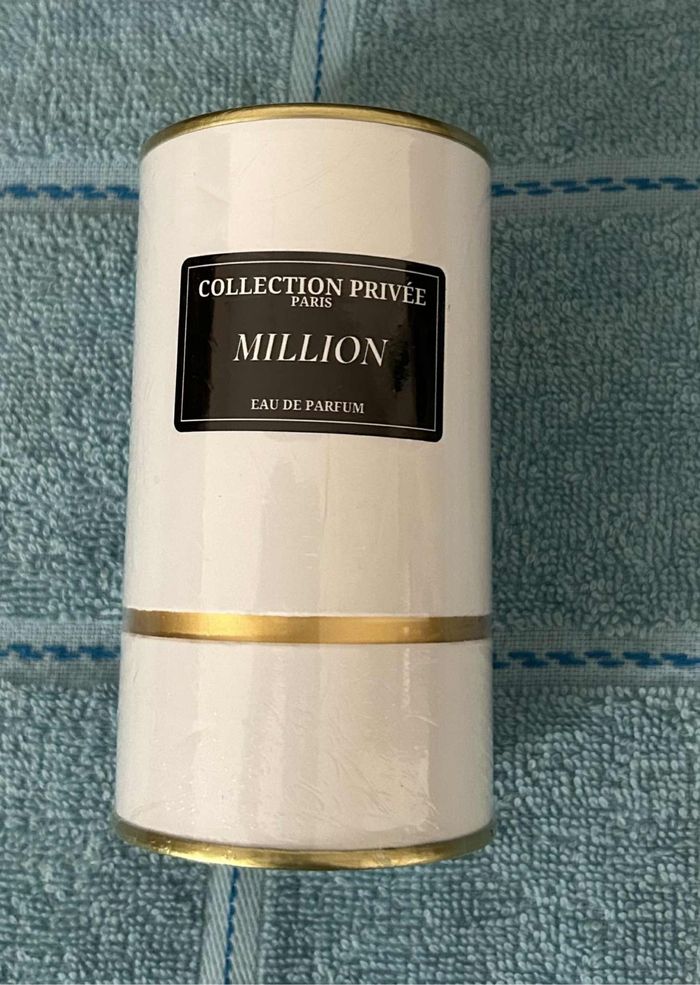 COLLECTION PRIVÉE
PARIS
MILLION
EAU DE PARFUM